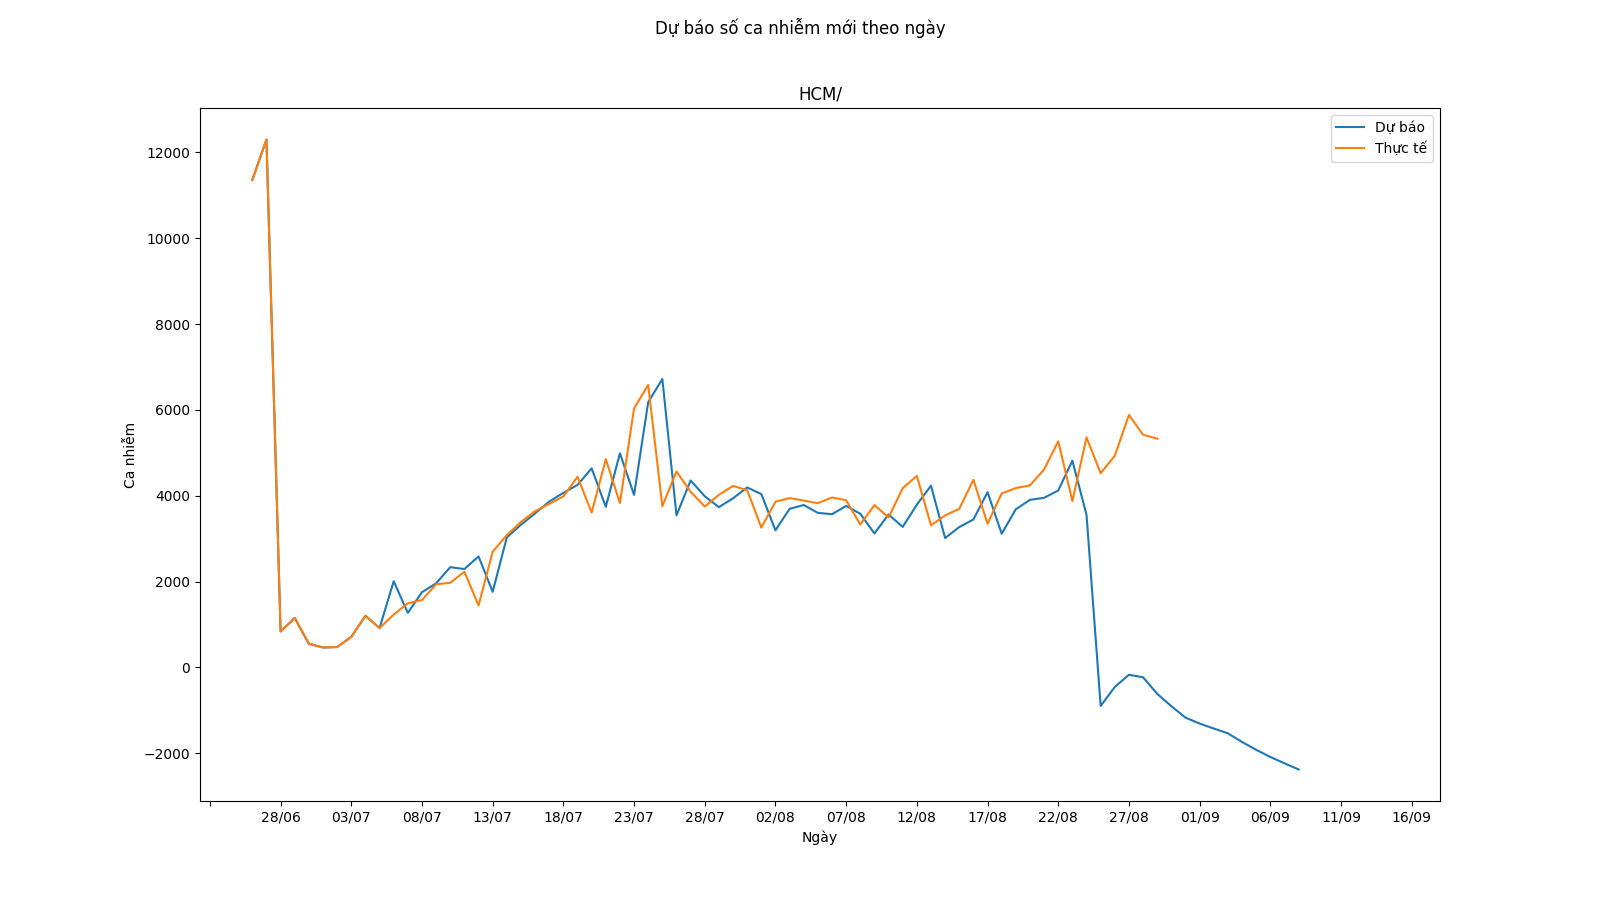 Dự báo số ca nhiễm mới theo ngày
HCM/
Dự báo
Thực tế
12000
10000
8000
6000
4000
2000
0
−2000
Ca nhiễm
28/06 03/07 08/07 13/07 18/07 23/07 28/07 02/08 07/08 12/08 17/08 22/08 27/08 01/09 06/09 11/09 16/09
Ngày